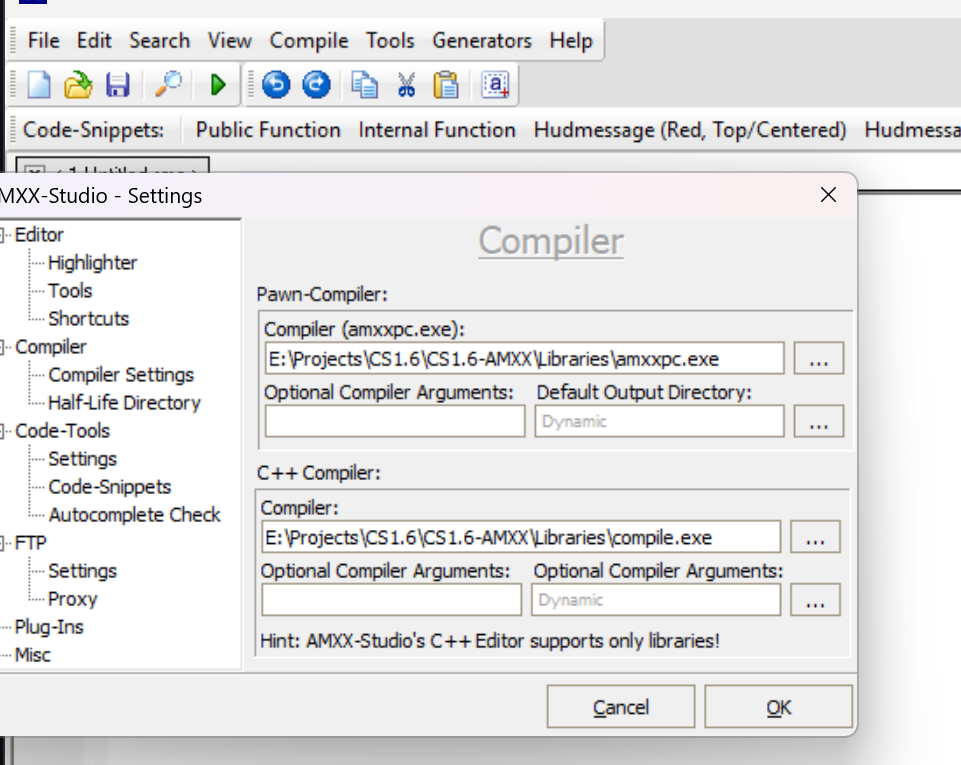 File Edit Search View Compile Tools Generators Help
Code-Snippets: Public Function Internal Function Hudmessage (Red, Top/Centered) Hudmessa
MXX-Studio - Settings
Editor
Highlighter
Tools
Shortcuts
Compiler
Compiler Settings
Half-Life Directory
Code-Tools
Settings
Code-Snippets
Autocomplete Check
FTP
Settings
Proxy
Plug-Ins
Misc
Compiler
Pawn-Compiler:
Compiler (amxxpc.exe):
E:\Projects\CS1.6\CS1.6-AMXX\Libraries\amxxpc.exe ...
Optional Compiler Arguments: Default Output Directory:
Dynamic ...
C++ Compiler:
Compiler:
E:\Projects\CS1.6\CS1.6-AMXX\Libraries\compile.exe ...
Optional Compiler Arguments: Optional Compiler Arguments:
Dynamic ...
Hint: AMXX-Studio's C++ Editor supports only libraries!
Cancel OK